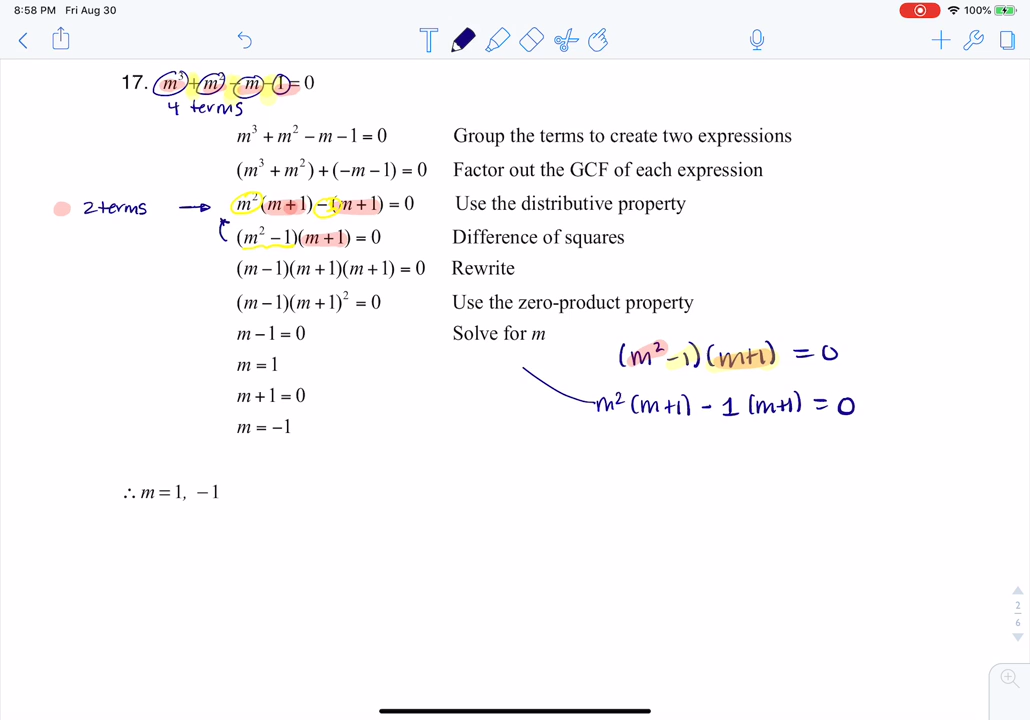 8:58 PM Fri Aug 30 100%
17. m³ + m² − m − 1 = 0
4 terms
m³ + m² − m − 1 = 0 Group the terms to create two expressions
(m³ + m²) + (−m − 1) = 0 Factor out the GCF of each expression
2 terms → m²(m + 1) − 1(m + 1) = 0 Use the distributive property
(m² − 1)(m + 1) = 0 Difference of squares
(m − 1)(m + 1)(m + 1) = 0 Rewrite
(m − 1)(m + 1)² = 0 Use the zero-product property
m − 1 = 0 Solve for m
(m² − 1)(m+1) = 0
m = 1
m + 1 = 0
m²(m+1) − 1(m+1) = 0
m = −1
∴ m = 1, −1
2
6